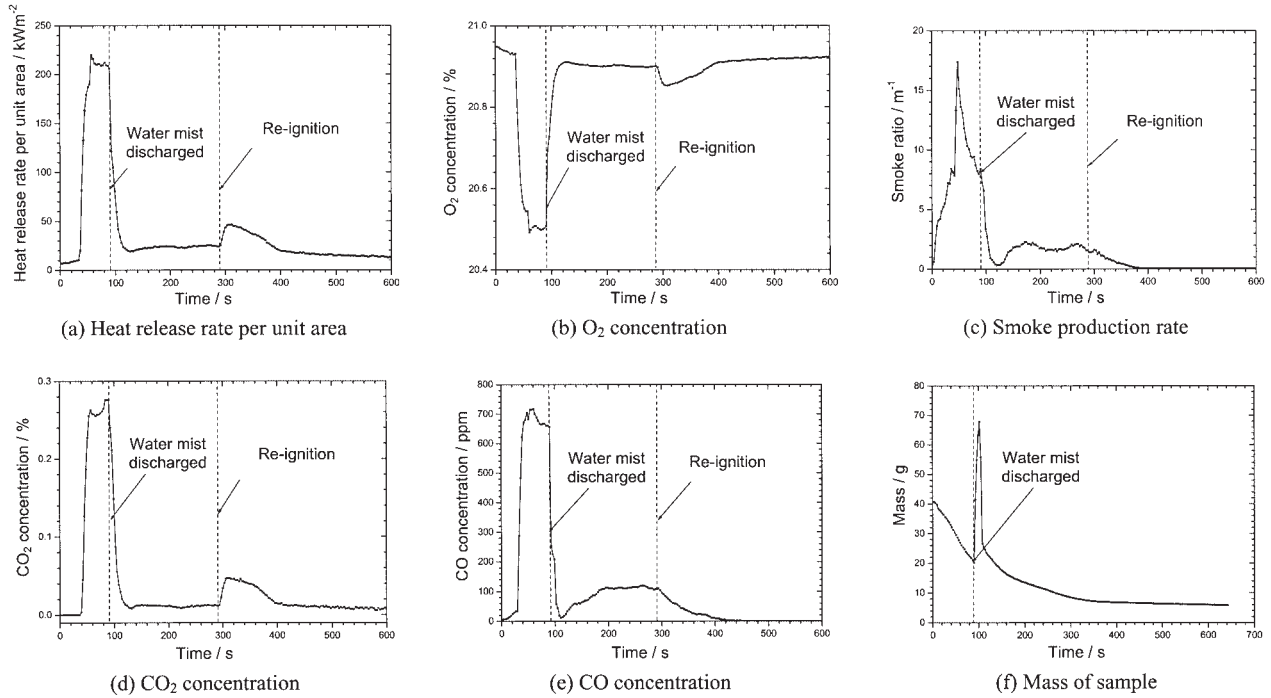 Heat release rate per unit area / kWm⁻²
250
200
150
100
50
0
Water mist
discharged
Re-ignition
0 100 200 300 400 500 600
Time / s
(a) Heat release rate per unit area
O₂ concentration / %
21.0
20.8
20.6
20.4
Water mist
discharged
Re-ignition
0 100 200 300 400 500 600
Time / s
(b) O₂ concentration
Smoke ratio / m⁻¹
20
15
10
5
0
Water mist
discharged
Re-ignition
0 100 200 300 400 500 600
Time / s
(c) Smoke production rate
CO₂ concentration / %
0.3
0.2
0.1
0.0
Water mist
discharged
Re-ignition
0 100 200 300 400 500 600
Time / s
(d) CO₂ concentration
CO concentration / ppm
800
700
600
500
400
300
200
100
0
Water mist
discharged
Re-ignition
0 100 200 300 400 500 600
Time / s
(e) CO concentration
Mass / g
80
70
60
50
40
30
20
10
0
Water mist
discharged
0 100 200 300 400 500 600 700
Time / s
(f) Mass of sample